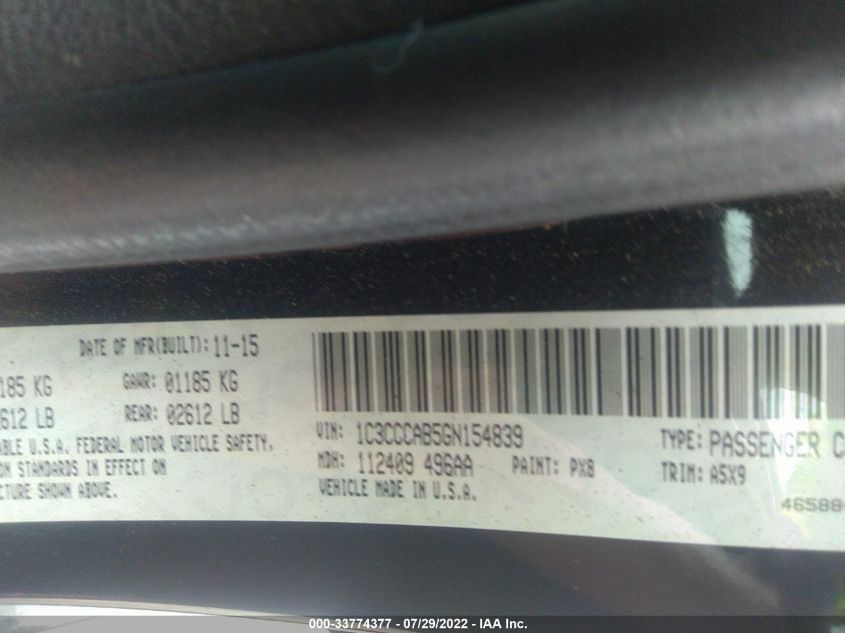 DATE OF MFR(BUILT): 11-15
185 KG GAWR: 01185 KG
2612 LB REAR: 02612 LB
ABLE U.S.A. FEDERAL MOTOR VEHICLE SAFETY,
ON STANDARDS IN EFFECT ON
CTURE SHOWN ABOVE.
VIN: 1C3CCCAB5GN154839 TYPE: PASSENGER C
MDH: 112409 496AA PAINT: PX8 TRIM: A5X9
VEHICLE MADE IN U.S.A.
46588
000-33774377 - 07/29/2022 - IAA Inc.